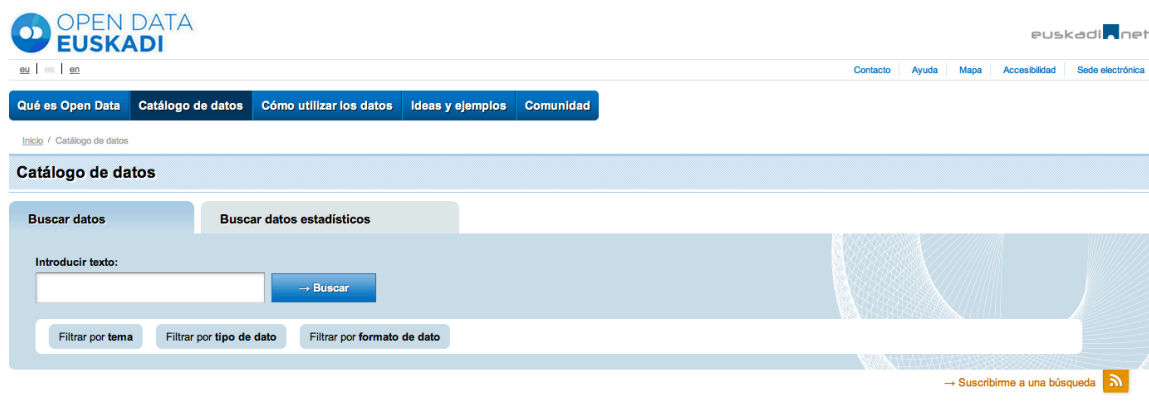 OPEN DATA
EUSKADI
euskadi.net
eu | es | en
Contacto Ayuda Mapa Accesibilidad Sede electrónica
Qué es Open Data Catálogo de datos Cómo utilizar los datos Ideas y ejemplos Comunidad
Inicio / Catálogo de datos
Catálogo de datos
Buscar datos Buscar datos estadísticos
Introducir texto:
→ Buscar
Filtrar por tema Filtrar por tipo de dato Filtrar por formato de dato
→ Suscribirme a una búsqueda